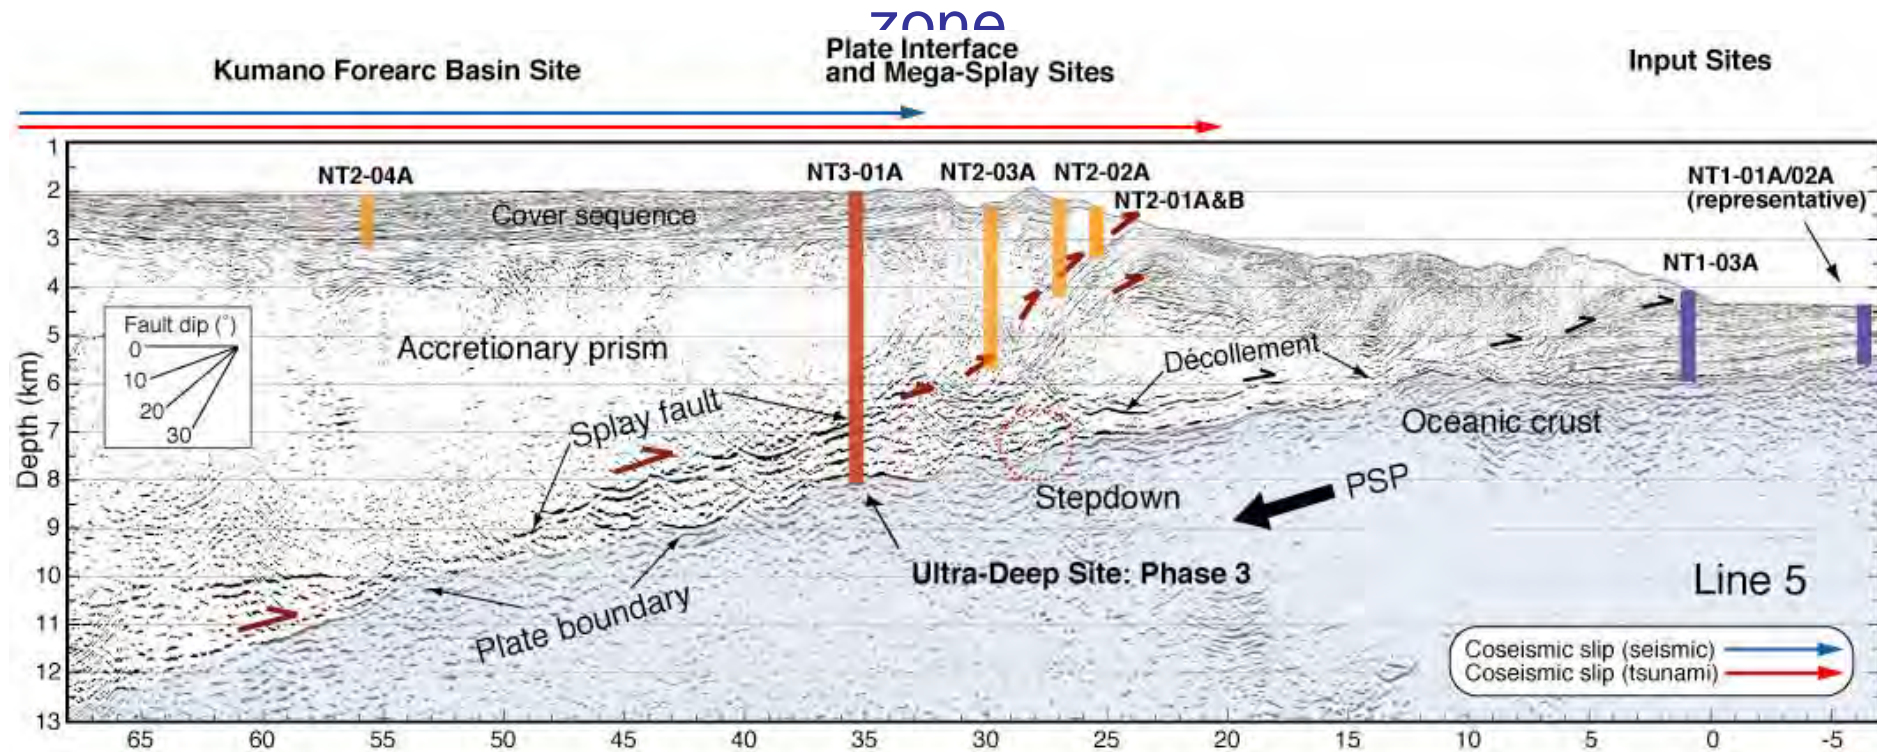 zone
Kumano Forearc Basin Site
Plate Interface
and Mega-Splay Sites
Input Sites
NT2-04A
NT3-01A
NT2-03A
NT2-02A
NT2-01A&B
NT1-01A/02A
(representative)
NT1-03A
Cover sequence
Fault dip (°)
0
10
20
30
Accretionary prism
Splay fault
Décollement
Oceanic crust
Stepdown
PSP
Ultra-Deep Site: Phase 3
Plate boundary
Line 5
Coseismic slip (seismic)
Coseismic slip (tsunami)
Depth (km)
1
2
3
4
5
6
7
8
9
10
11
12
13
65 60 55 50 45 40 35 30 25 20 15 10 5 0 -5